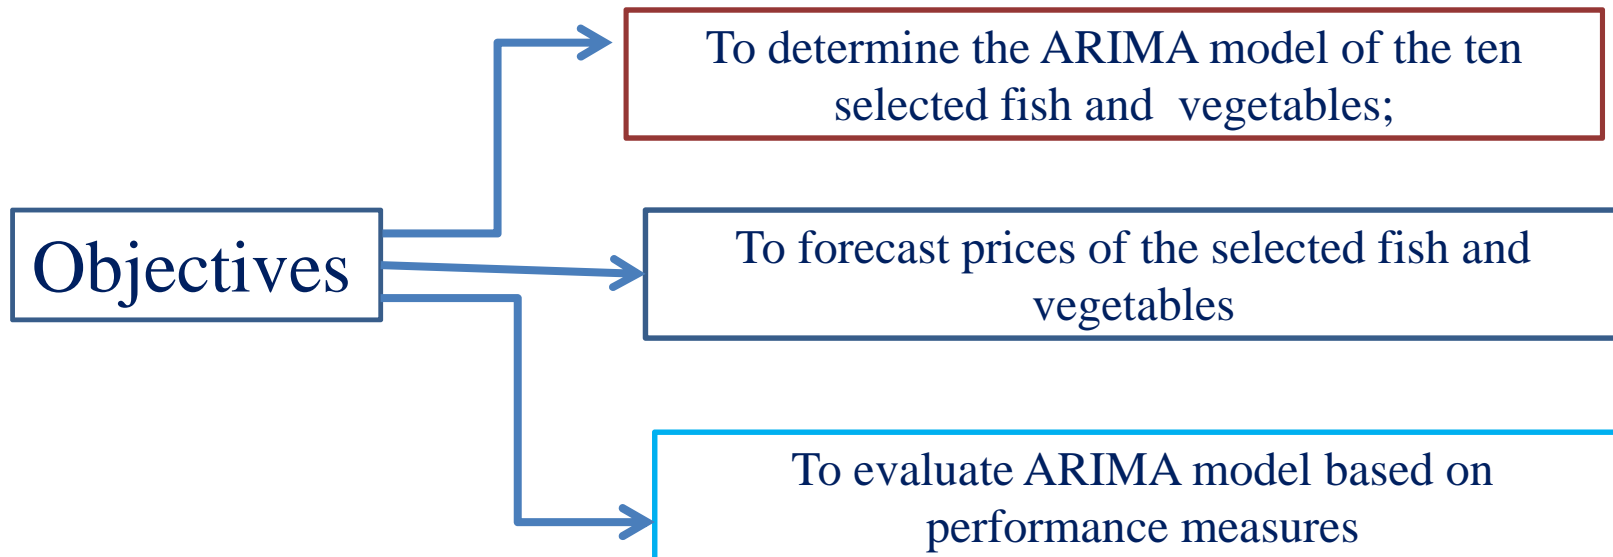 Objectives
To determine the ARIMA model of the ten
selected fish and  vegetables;
To forecast prices of the selected fish and
vegetables
To evaluate ARIMA model based on
performance measures